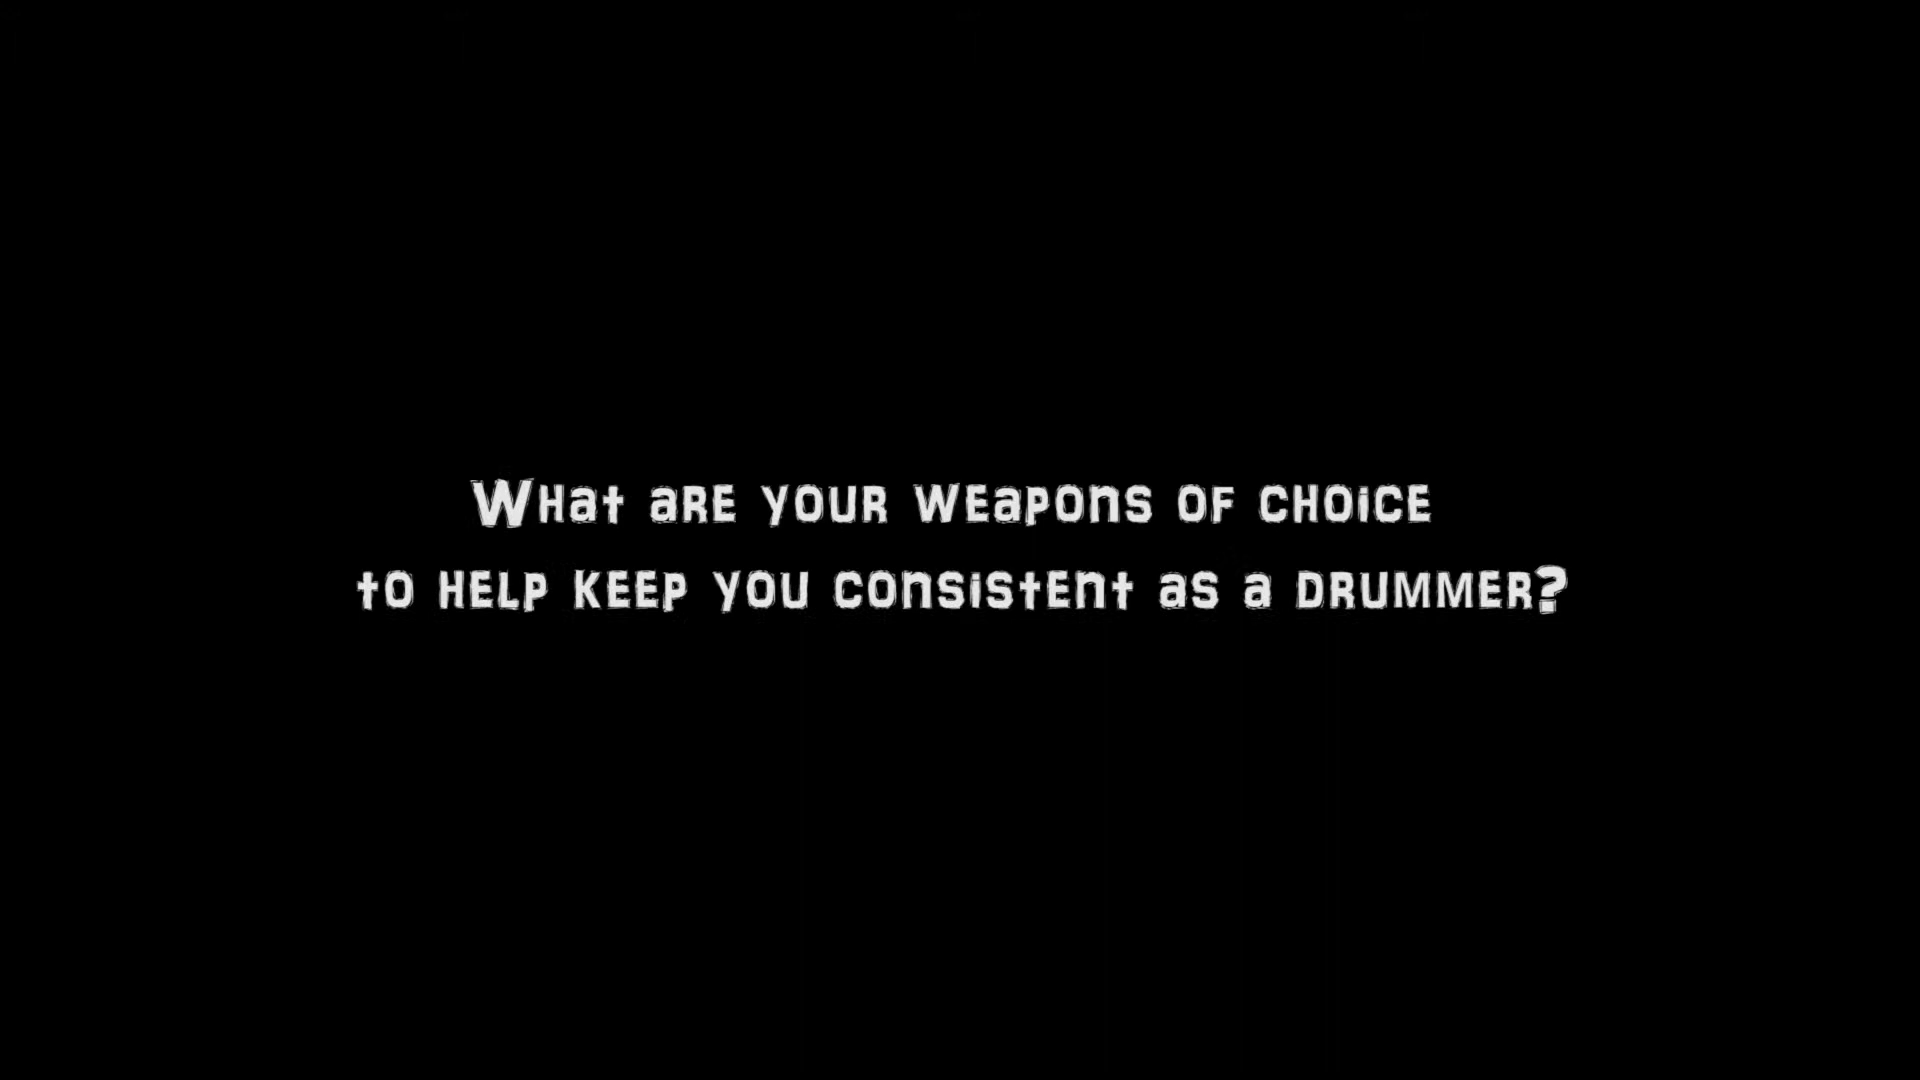 What are your weapons of choice
to help keep you consistent as a drummer?